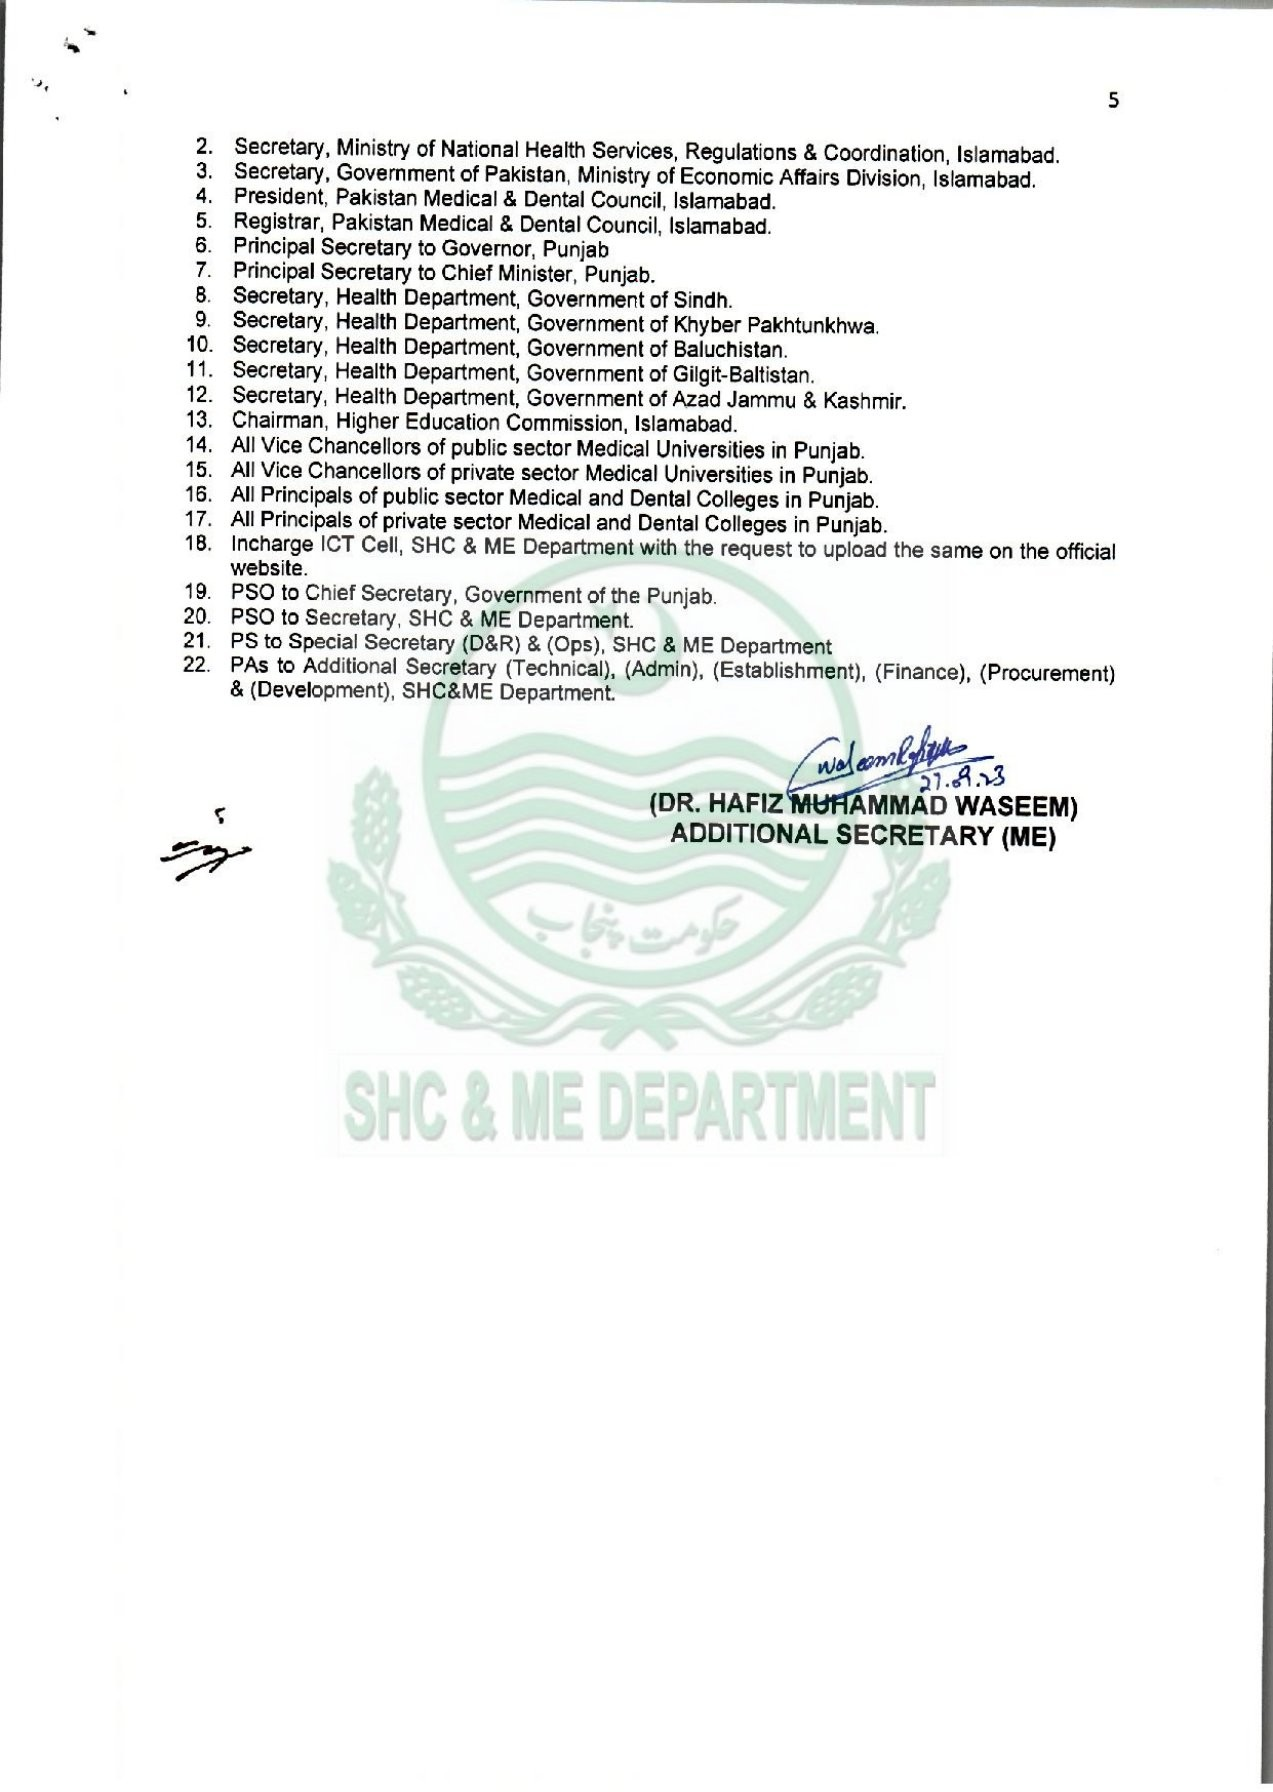 5
2. Secretary, Ministry of National Health Services, Regulations & Coordination, Islamabad.
3. Secretary, Government of Pakistan, Ministry of Economic Affairs Division, Islamabad.
4. President, Pakistan Medical & Dental Council, Islamabad.
5. Registrar, Pakistan Medical & Dental Council, Islamabad.
6. Principal Secretary to Governor, Punjab
7. Principal Secretary to Chief Minister, Punjab.
8. Secretary, Health Department, Government of Sindh.
9. Secretary, Health Department, Government of Khyber Pakhtunkhwa.
10. Secretary, Health Department, Government of Baluchistan.
11. Secretary, Health Department, Government of Gilgit-Baltistan.
12. Secretary, Health Department, Government of Azad Jammu & Kashmir.
13. Chairman, Higher Education Commission, Islamabad.
14. All Vice Chancellors of public sector Medical Universities in Punjab.
15. All Vice Chancellors of private sector Medical Universities in Punjab.
16. All Principals of public sector Medical and Dental Colleges in Punjab.
17. All Principals of private sector Medical and Dental Colleges in Punjab.
18. Incharge ICT Cell, SHC & ME Department with the request to upload the same on the official
website.
19. PSO to Chief Secretary, Government of the Punjab.
20. PSO to Secretary, SHC & ME Department.
21. PS to Special Secretary (D&R) & (Ops), SHC & ME Department
22. PAs to Additional Secretary (Technical), (Admin), (Establishment), (Finance), (Procurement)
& (Development), SHC&ME Department.
(DR. HAFIZ MUHAMMAD WASEEM)
ADDITIONAL SECRETARY (ME)
حکومت پنجاب
SHC & ME DEPARTMENT